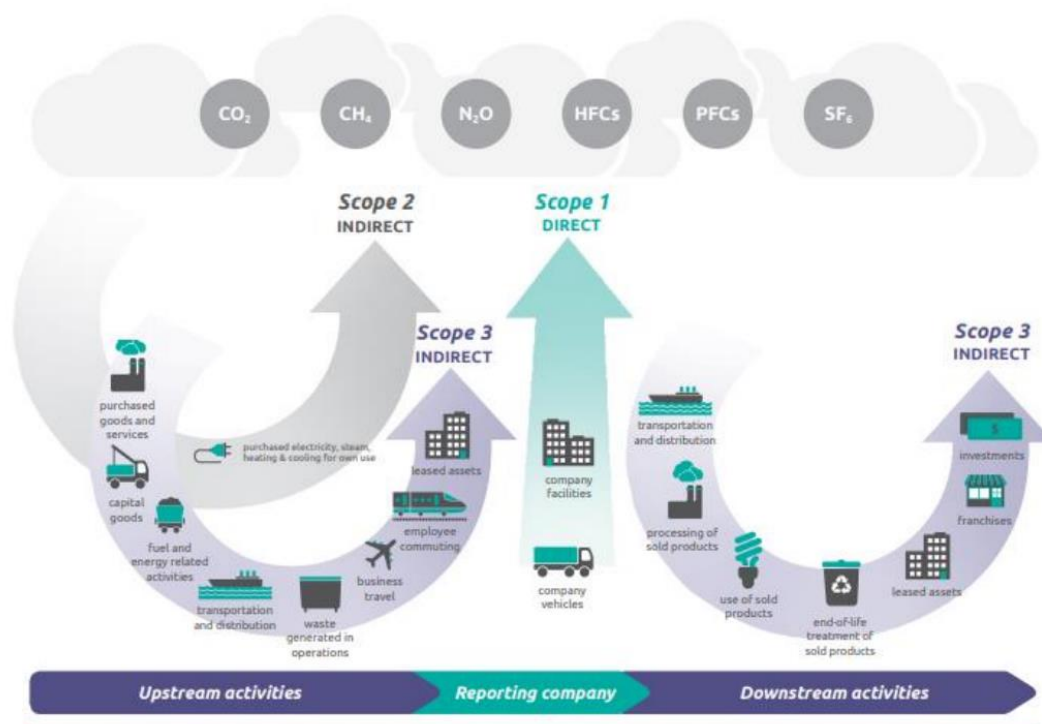 CO₂
CH₄
N₂O
HFCs
PFCs
SF₆
Scope 2
INDIRECT
Scope 1
DIRECT
Scope 3
INDIRECT
Scope 3
INDIRECT
purchased
goods and
services
capital
goods
fuel and
energy related
activities
transportation
and distribution
waste
generated in
operations
business
travel
employee
commuting
leased assets
purchased electricity, steam,
heating & cooling for own use
company
facilities
company
vehicles
transportation
and distribution
processing of
sold products
use of sold
products
end-of-life
treatment of
sold products
leased assets
franchises
investments
$
Upstream activities
Reporting company
Downstream activities